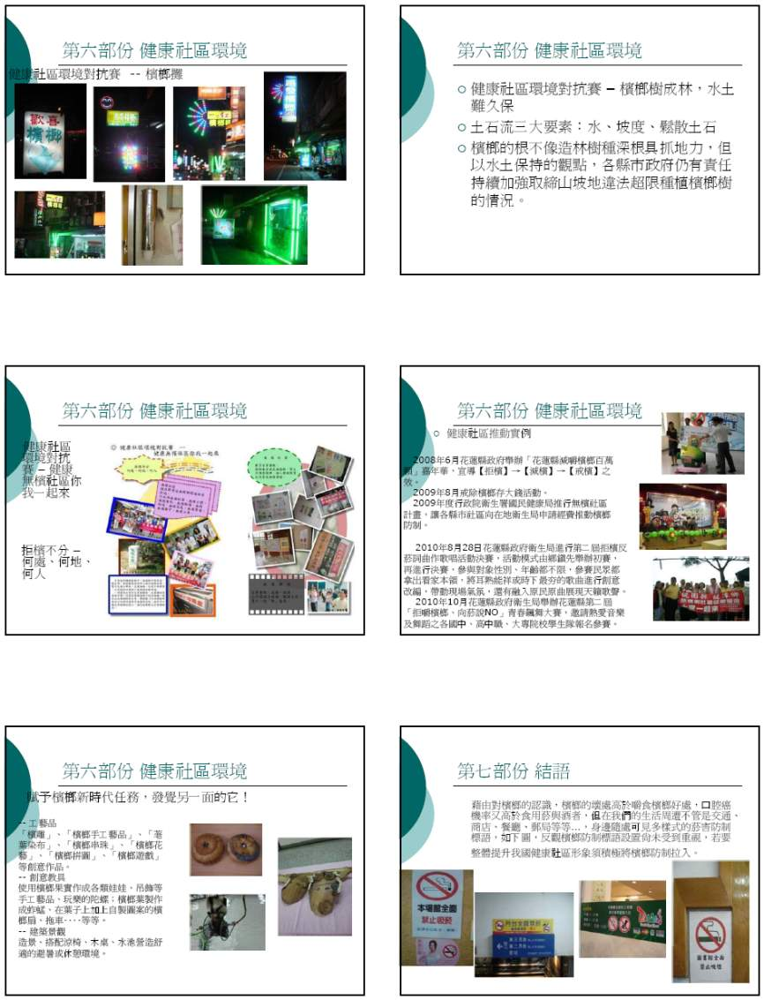 第六部份 健康社區環境
健康社區環境對抗賽 -- 檳榔攤
歡喜
檳榔
第六部份 健康社區環境
健康社區環境對抗賽 – 檳榔樹成林，水土
難久保
土石流三大要素：水、坡度、鬆散土石
檳榔的根不像造林樹種深根具抓地力，但
以水土保持的觀點，各縣市政府仍有責任
持續加強取締山坡地違法超限種植檳榔樹
的情況。
第六部份 健康社區環境
健康社區
環境對抗
賽 – 健康
無檳社區你
我一起來
拒檳不分 –
何處、何地、
何人
◎ 健康社區環境對抗賽 —
健康無檳社區你我一起來
第六部份 健康社區環境
健康社區推動實例
2008年6月花蓮縣政府舉辦「花蓮縣減嚼檳榔百萬
顆」嘉年華，宣導【拒檳】→【減檳】→【戒檳】之
效。
2009年8月戒除檳榔存大錢活動。
2009年度行政院衛生署國民健康局推行無檳社區
計畫，讓各縣市社區向在地衛生局申請經費推動檳榔
防制。
2010年8月28日花蓮縣政府衛生局進行第二屆拒檳反
菸詞曲作歌唱活動決賽，活動模式由鄉鎮先舉辦初賽，
再進行決賽，參與對象性別、年齡都不限，參賽民眾都
拿出看家本領，將耳熟能祥或時下最夯的歌曲進行創意
改編，帶動現場氣氛，還有融入原民原曲展現天籟歌聲。
2010年10月花蓮縣政府衛生局舉辦花蓮縣第二屆
「拒嚼檳榔、向菸說NO」青春飆舞大賽，邀請熱愛音樂
及舞蹈之各國中、高中職、大專院校學生隊報名參賽。
第六部份 健康社區環境
賦予檳榔新時代任務，發覺另一面的它！
-- 工藝品
「檳雕」、「檳榔手工藝品」、「荖
葉染布」、「檳榔串珠」、「檳榔花
藝」、「檳榔拼圖」、「檳榔遊戲」
等創意作品。
-- 創意教具
使用檳榔果實作成各類娃娃，吊飾等
手工藝品、玩樂的陀螺；檳榔葉製作
成蚱蜢、在葉子上加上自製圖案的檳
榔扇、拖車‥‥等等。
-- 建築景觀
造景、搭配涼椅、木桌、水池營造舒
適的避暑或休憩環境。
第七部份 結語
藉由對檳榔的認識，檳榔的壞處高於嚼食檳榔好處，口腔癌
機率又高於食用菸與酒者，但在我們的生活周遭不管是交通、
商店、餐廳、郵局等等...，身邊隨處可見多樣式的菸害防制
標語，如下圖，反觀檳榔防制標語設置尚未受到重視，若要
整體提升我國健康社區形象須積極將檳榔防制拉入。
本場館全面
禁止吸菸